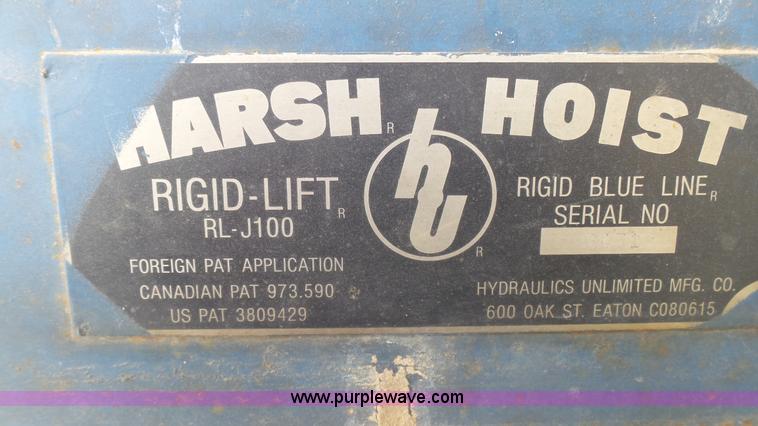 HARSH® HOIST
RIGID-LIFT®
RL-J100
FOREIGN PAT APPLICATION
CANADIAN PAT 973.590
US PAT 3809429
hu®
RIGID BLUE LINE®
SERIAL NO
HYDRAULICS UNLIMITED MFG. CO.
600 OAK ST. EATON CO80615
www.purplewave.com